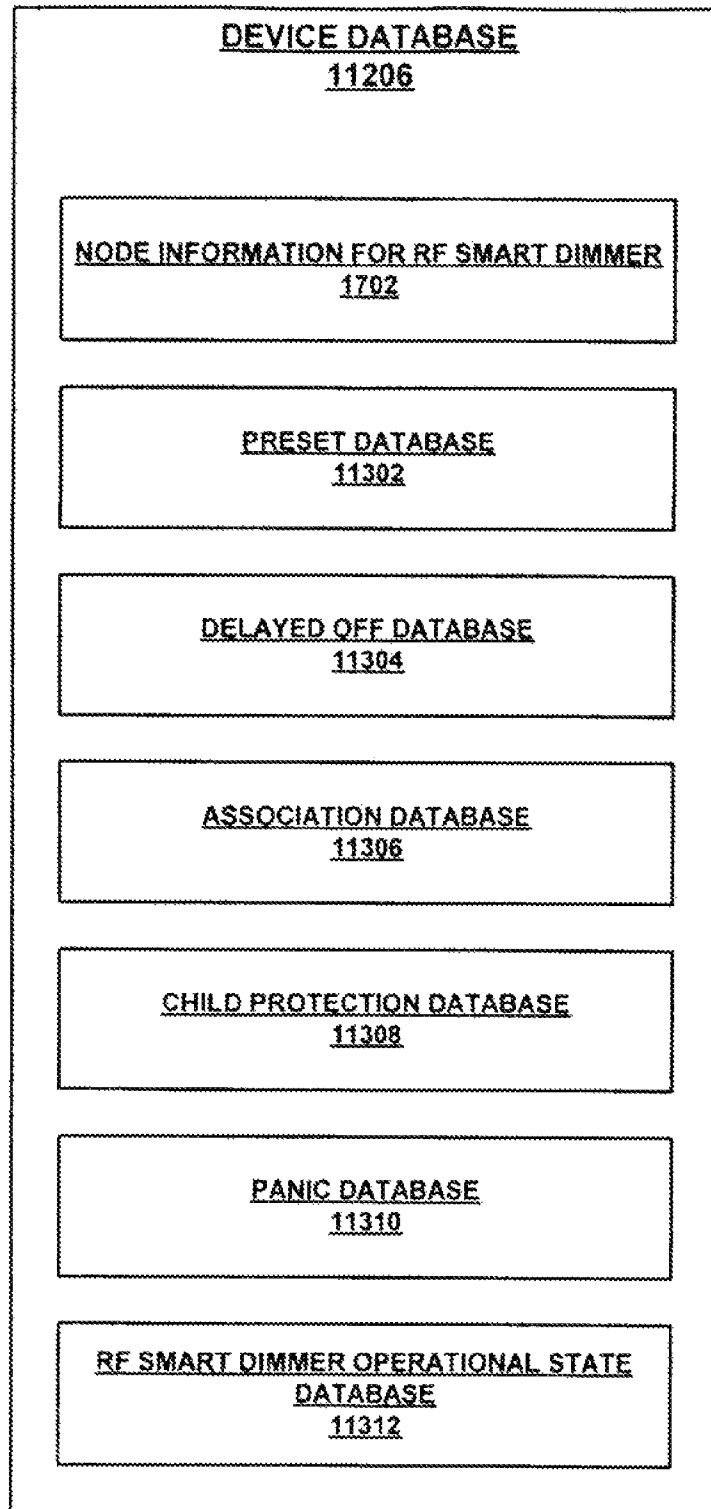 DEVICE DATABASE
11206
NODE INFORMATION FOR RF SMART DIMMER
1702
PRESET DATABASE
11302
DELAYED OFF DATABASE
11304
ASSOCIATION DATABASE
11306
CHILD PROTECTION DATABASE
11308
PANIC DATABASE
11310
RF SMART DIMMER OPERATIONAL STATE
DATABASE
11312